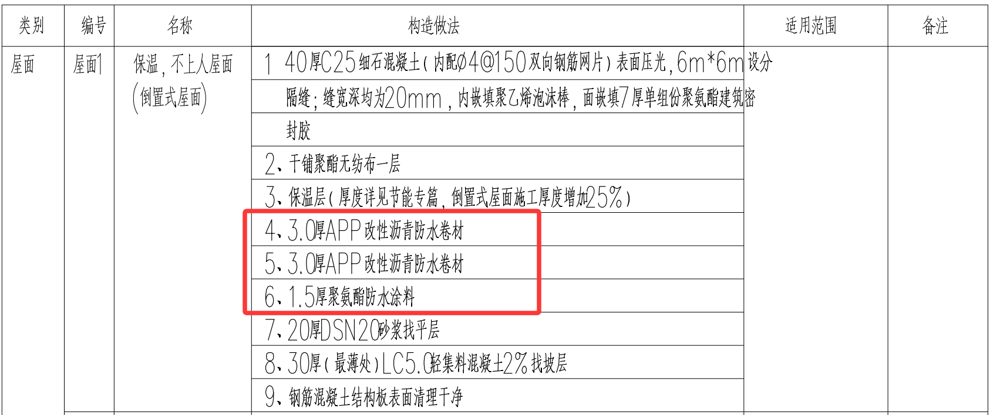 类别 编号 名称 构造做法 适用范围 备注
屋面 屋面1 保温,不上人屋面 1 40厚C25细石混凝土(内配Ø4@150双向钢筋网片)表面压光,6m*6m设分
(倒置式屋面) 隔缝;缝宽深均为20mm,内嵌填聚乙烯泡沫棒,面嵌填7厚单组份聚氨酯建筑密
封胶
2、干铺聚酯无纺布一层
3、保温层(厚度详见节能专篇,倒置式屋面施工厚度增加25%)
4、3.0厚APP改性沥青防水卷材
5、3.0厚APP改性沥青防水卷材
6、1.5厚聚氨酯防水涂料
7、20厚DSN20砂浆找平层
8、30厚(最薄处)LC5.0轻集料混凝土2%找坡层
9、钢筋混凝土结构板表面清理干净